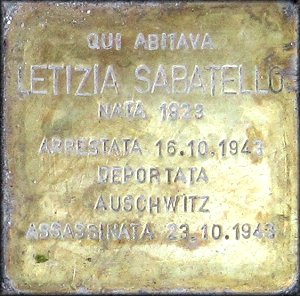 QUI ABITAVA
LETIZIA SABATELLO
NATA 1923
ARRESTATA 16.10.1943
DEPORTATA
AUSCHWITZ
ASSASSINATA 23.10.1943